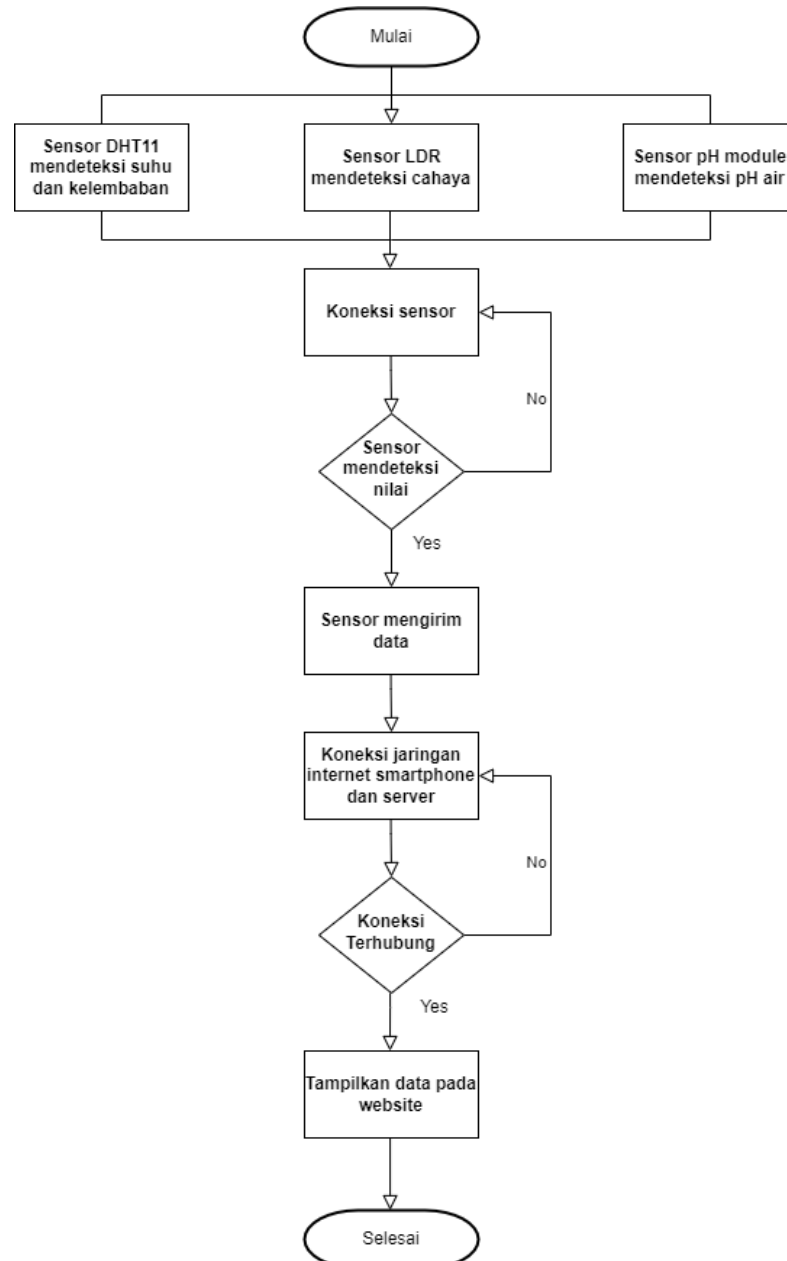 Mulai
Sensor DHT11
mendeteksi suhu
dan kelembaban
Sensor LDR
mendeteksi cahaya
Sensor pH module
mendeteksi pH air
Koneksi sensor
No
Sensor
mendeteksi
nilai
Yes
Sensor mengirim
data
Koneksi jaringan
internet smartphone
dan server
No
Koneksi
Terhubung
Yes
Tampilkan data pada
website
Selesai